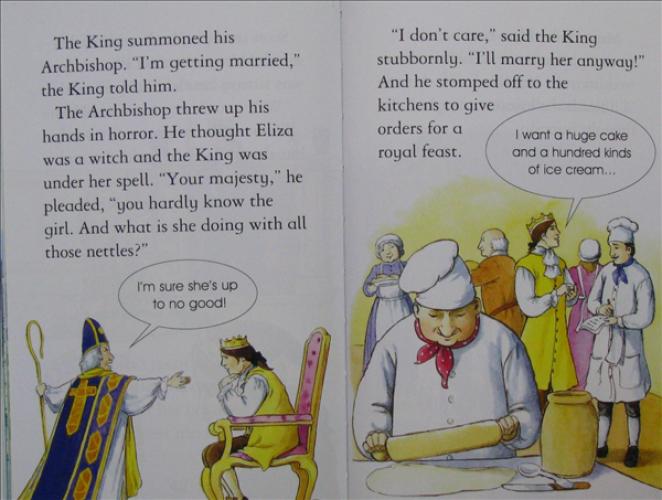 The King summoned his
Archbishop. “I’m getting married,”
the King told him.
The Archbishop threw up his
hands in horror. He thought Eliza
was a witch and the King was
under her spell. “Your majesty,” he
pleaded, “you hardly know the
girl. And what is she doing with all
those nettles?”
I’m sure she’s up
to no good!
“I don’t care,” said the King
stubbornly. “I’ll marry her anyway!”
And he stomped off to the
kitchens to give
orders for a
royal feast.
I want a huge cake
and a hundred kinds
of ice cream...